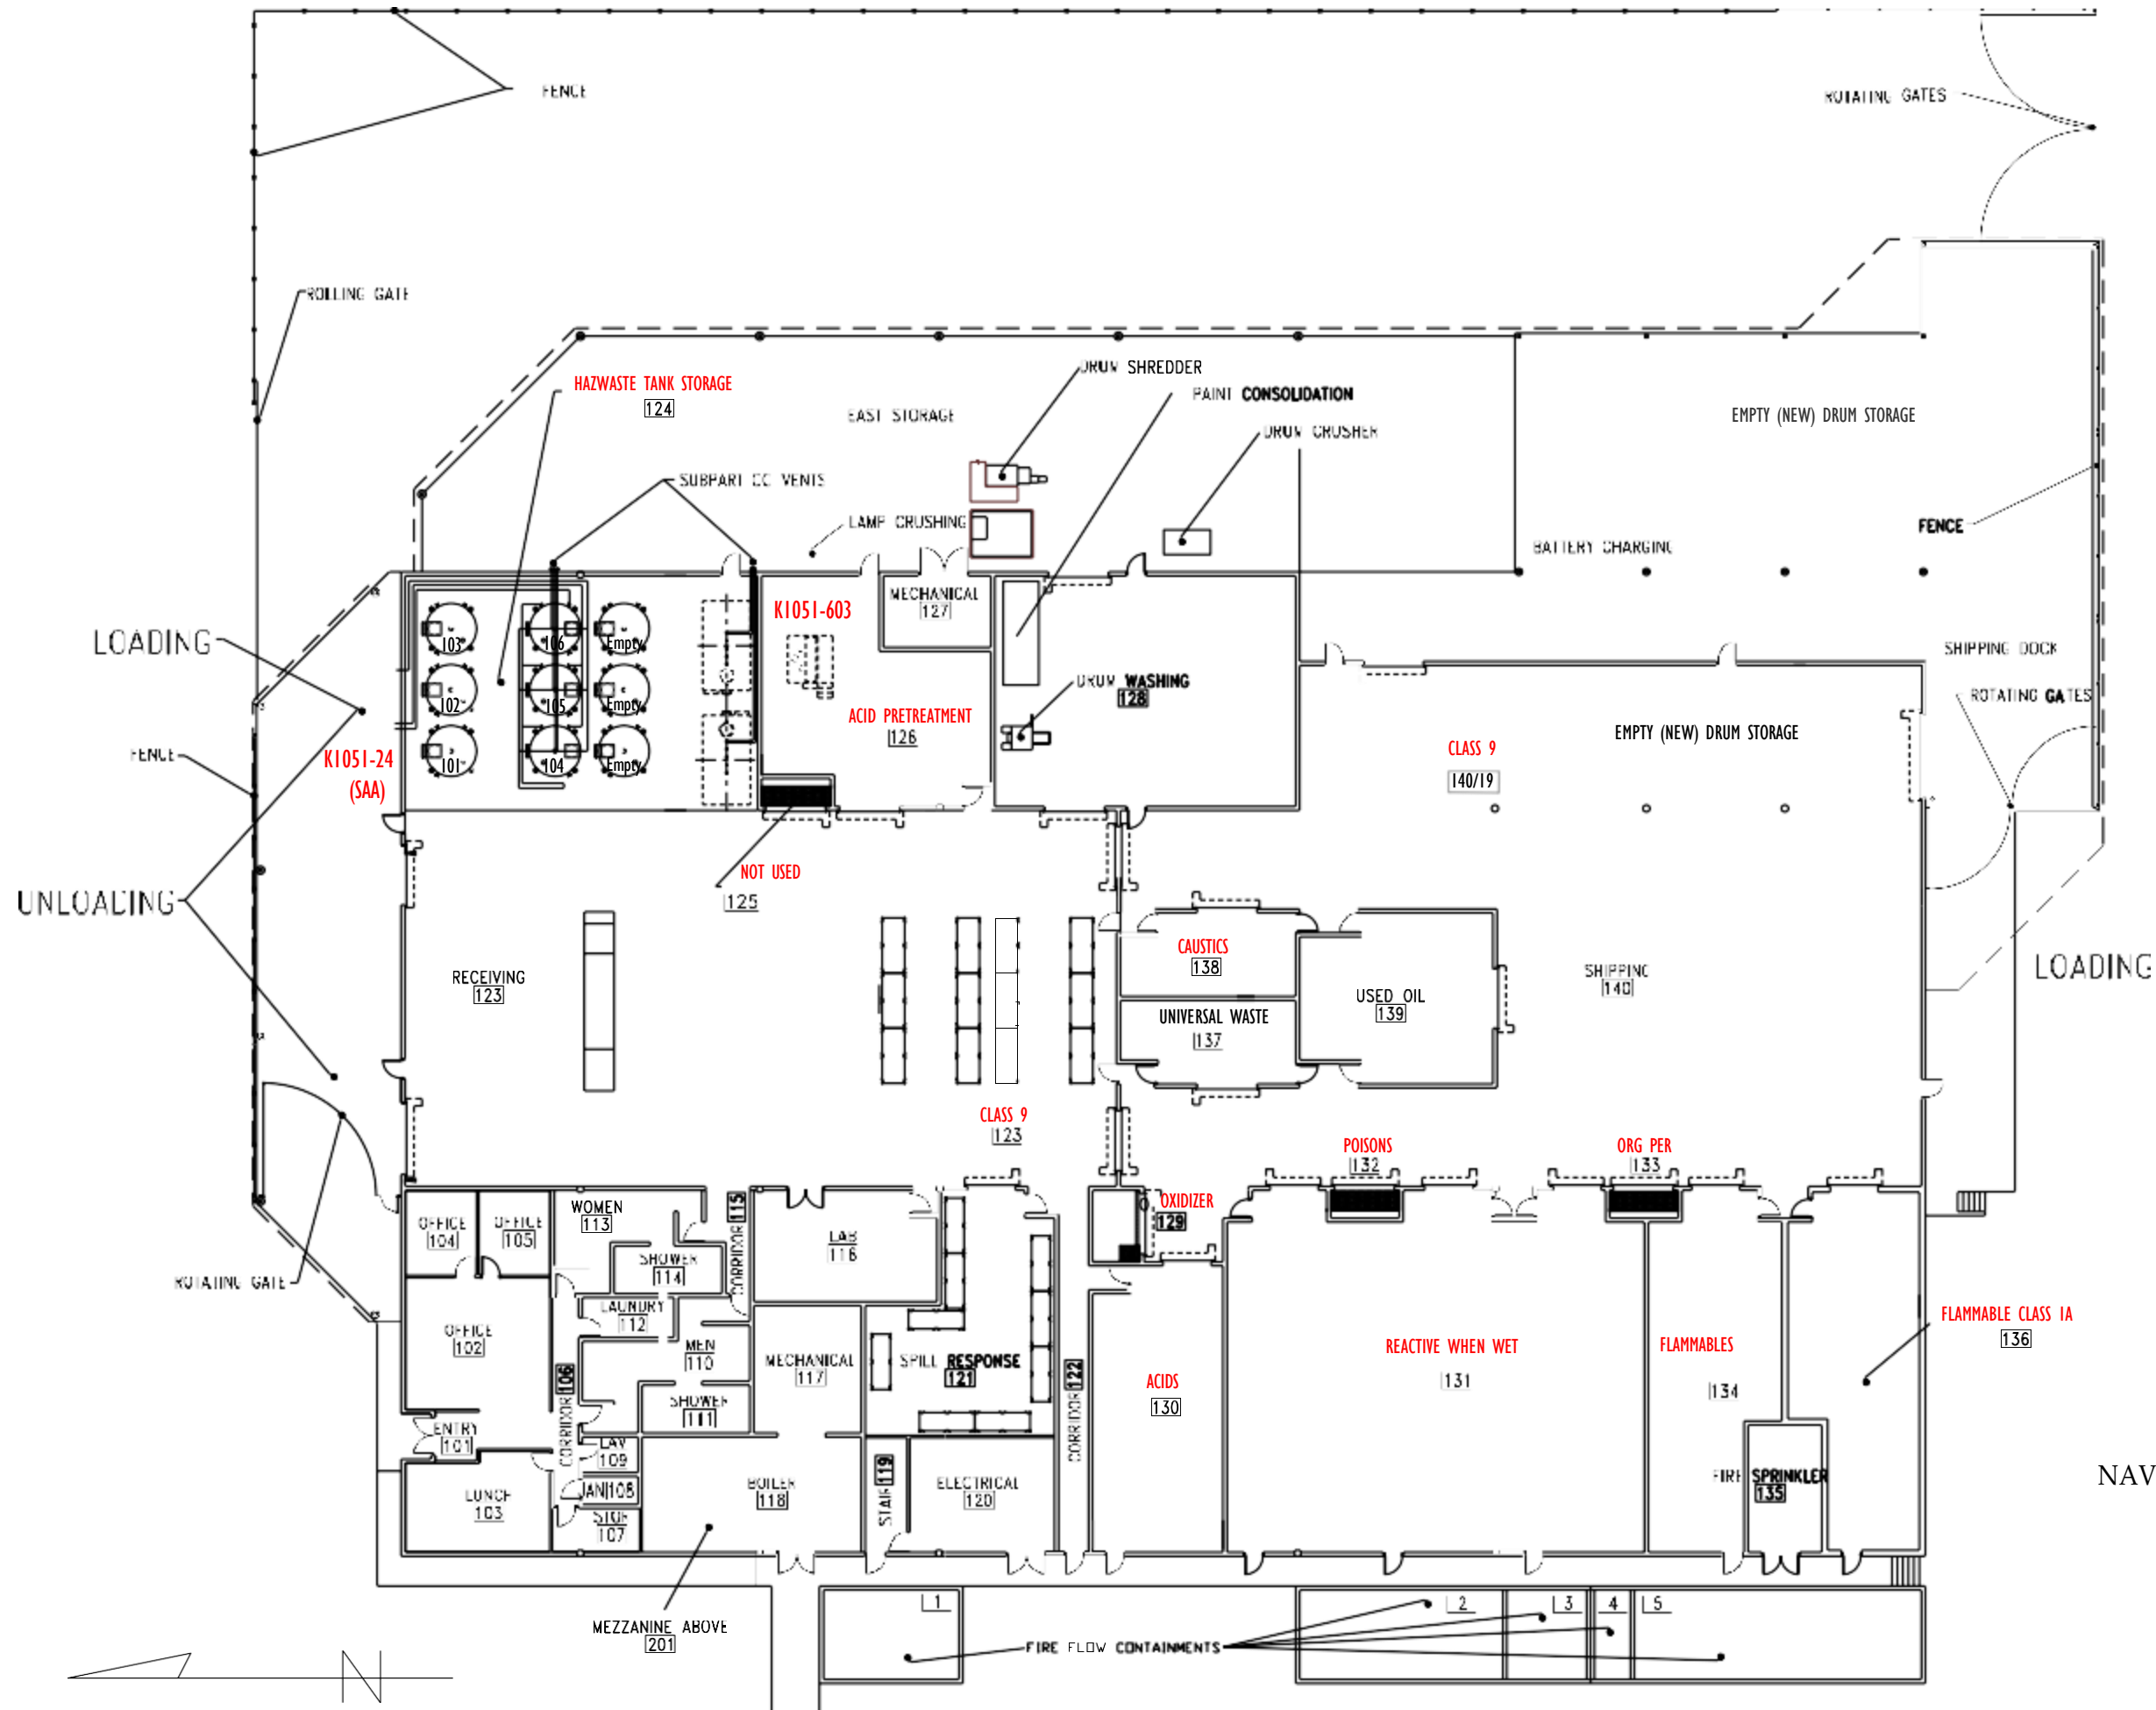 FENCE
ROTATING GATES
ROLLING GATE
HAZWASTE TANK STORAGE
124
EAST STORAGE
DRUM SHREDDER
PAINT CONSOLIDATION
DRUM CRUSHER
EMPTY (NEW) DRUM STORAGE
SUBPART CC VENTS
LAMP CRUSHING
FENCE
BATTERY CHARGING
LOADING
103
106
Empty
102
105
Empty
101
104
Empty
K1051-603
MECHANICAL
127
ACID PRETREATMENT
126
DRUM WASHING
128
SHIPPING DOCK
ROTATING GATES
FENCE
K1051-24
(SAA)
CLASS 9
140/19
EMPTY (NEW) DRUM STORAGE
UNLOADING
NOT USED
125
RECEIVING
123
CAUSTICS
138
USED OIL
139
UNIVERSAL WASTE
137
SHIPPING
140
LOADING
CLASS 9
123
POISONS
132
ORG PER
133
OXIDIZER
129
OFFICE
104
OFFICE
105
WOMEN
113
SHOWER
114
CORRIDOR 115
LAB
116
ROTATING GATE
OFFICE
102
LAUNDRY
112
MEN
110
SHOWER
111
MECHANICAL
117
SPILL RESPONSE
121
CORRIDOR 122
ACIDS
130
REACTIVE WHEN WET
131
FLAMMABLES
134
FLAMMABLE CLASS IA
136
ENTRY
101
CORRIDOR 106
LAV
109
JAN 108
STOR
107
LUNCH
103
BOILER
118
STAIR 119
ELECTRICAL
120
FIRE SPRINKLER
135
NAV
MEZZANINE ABOVE
201
1
2
3
4
5
FIRE FLOW CONTAINMENTS
N